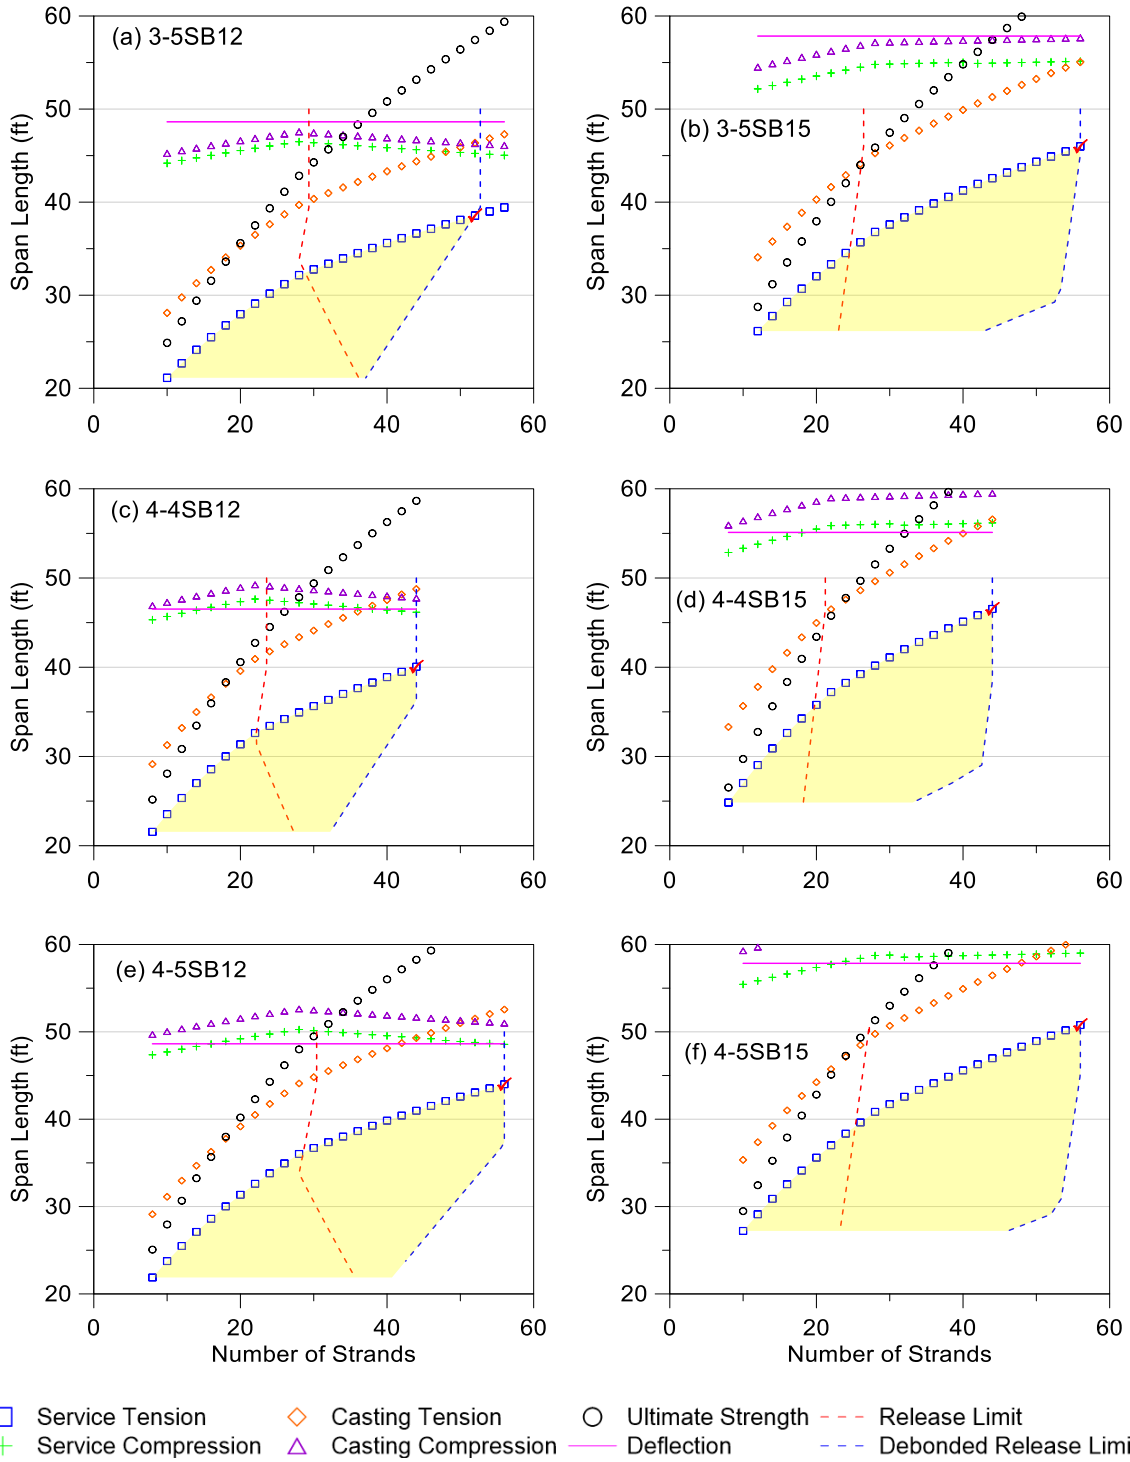 60
(a) 3-5SB12
50
40
30
20
0
20
40
60
Span Length (ft)
60
50
(b) 3-5SB15
40
30
20
0
20
40
60
Span Length (ft)
60
(c) 4-4SB12
50
40
30
20
0
20
40
60
Span Length (ft)
60
50
(d) 4-4SB15
40
30
20
0
20
40
60
Span Length (ft)
60
(e) 4-5SB12
50
40
30
20
0
20
40
60
Span Length (ft)
Number of Strands
60
50
(f) 4-5SB15
40
30
20
0
20
40
60
Span Length (ft)
Number of Strands
Service Tension
Casting Tension
Ultimate Strength
Release Limit
Service Compression
Casting Compression
Deflection
Debonded Release Limi